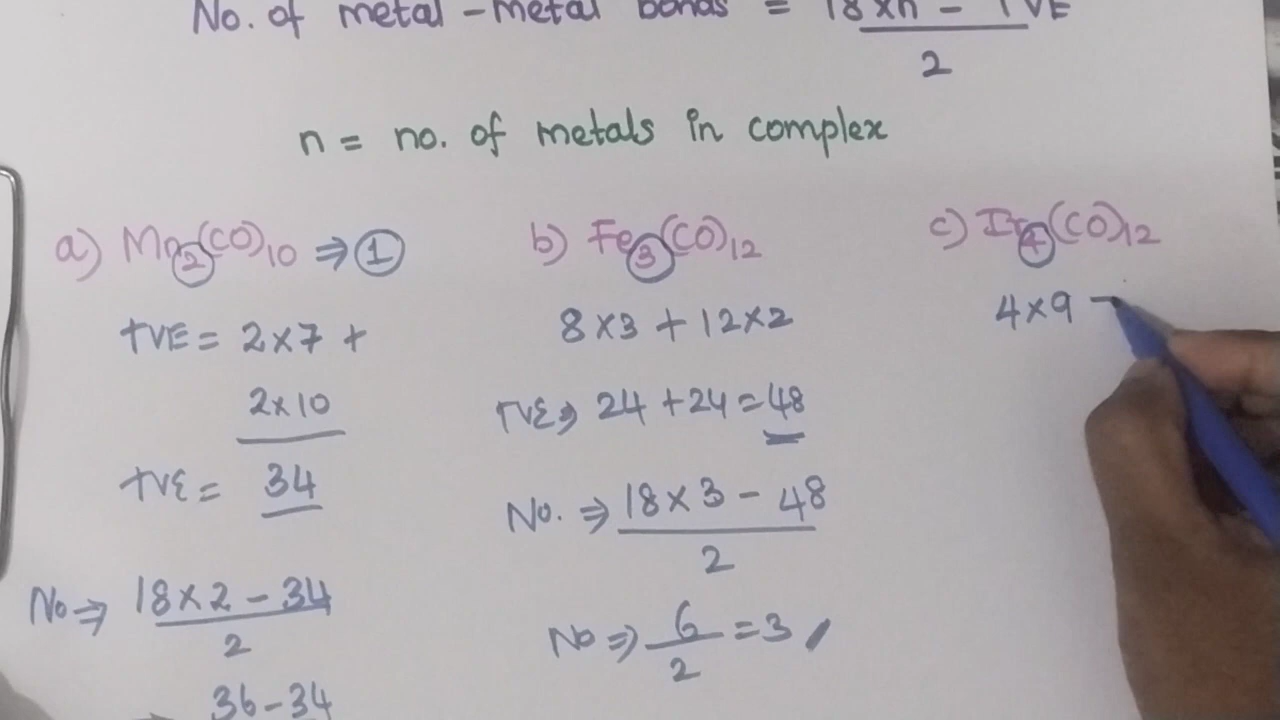 No. of metal - metal bonds = 18 xn - TVE
2
n = no. of metals in complex
a) Mn2(CO)10 ⇒ 1
TVE = 2x7 +
2x10
TVE = 34
No ⇒ 18x2 - 34
2
36-34
b) Fe3(CO)12
8x3 + 12x2
TVE ⇒ 24 +24 = 48
No. ⇒ 18x3 - 48
2
No ⇒ 6
2
=3
c) Ir4(CO)12
4x9 -